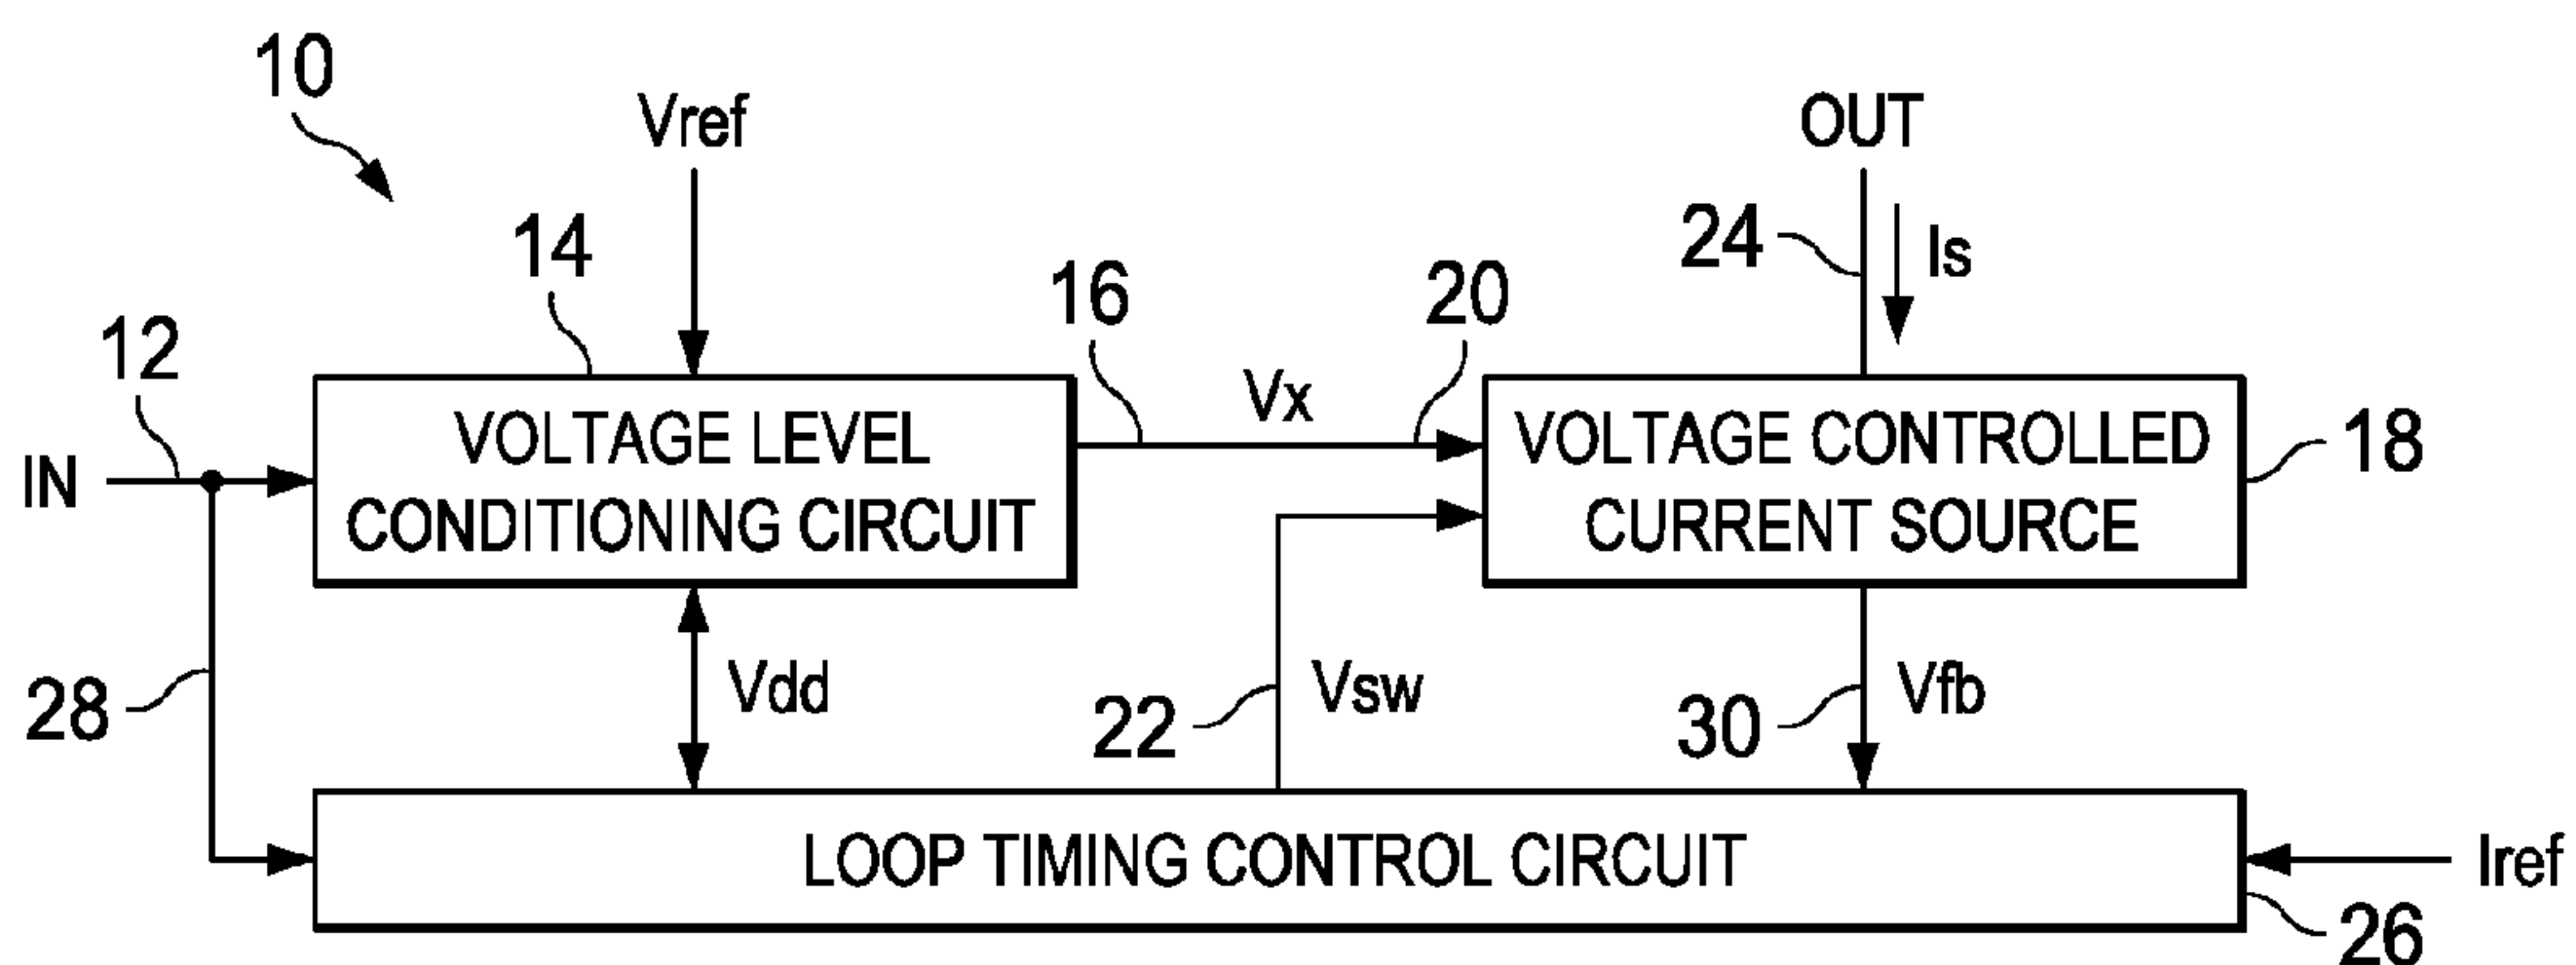 10
Vref
OUT
14
24
Is
16
20
12
Vx
IN
VOLTAGE LEVEL
CONDITIONING CIRCUIT
VOLTAGE CONTROLLED
CURRENT SOURCE
18
28
Vdd
22
Vsw
30
Vfb
LOOP TIMING CONTROL CIRCUIT
Iref
26